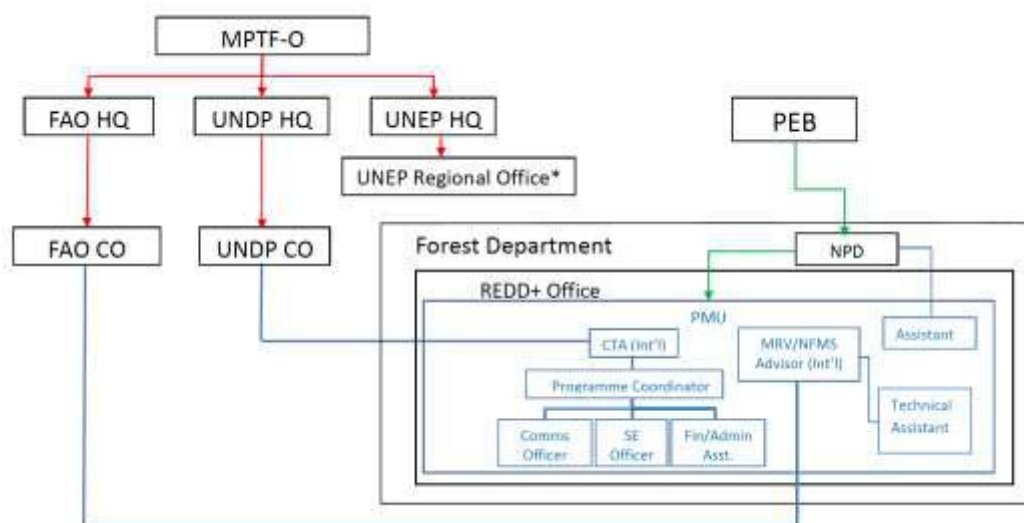 MPTF-O
FAO HQ
UNDP HQ
UNEP HQ
PEB
UNEP Regional Office*
FAO CO
UNDP CO
Forest Department
NPD
REDD+ Office
PMU
Assistant
CTA (Int'l)
MRV/NFMS
Advisor (Int'l)
Programme Coordinator
Technical
Assistant
Comms
Officer
SE
Officer
Fin/Admin
Asst.